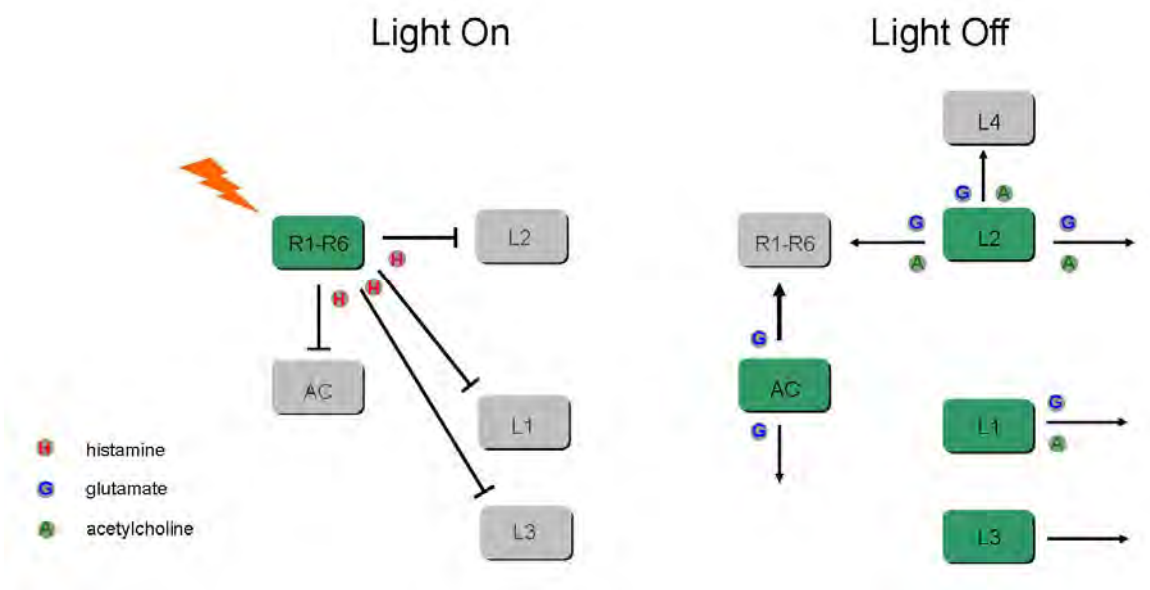 Light On
R1-R6
L2
H
H
H
AC
L1
L3
H histamine
G glutamate
A acetylcholine
Light Off
L4
G A
R1-R6
G
A
L2
G
A
G
AC
G
L1
G
A
L3